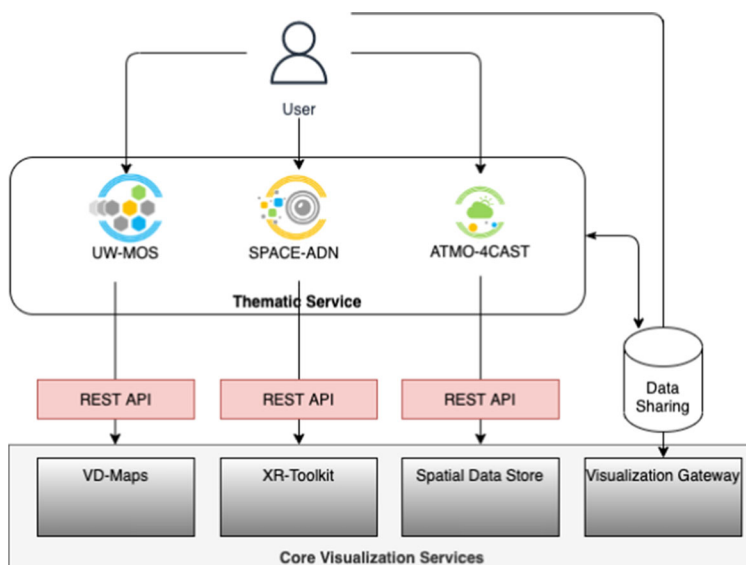 User
UW-MOS
SPACE-ADN
ATMO-4CAST
Thematic Service
REST API
REST API
REST API
Data
Sharing
VD-Maps
XR-Toolkit
Spatial Data Store
Visualization Gateway
Core Visualization Services